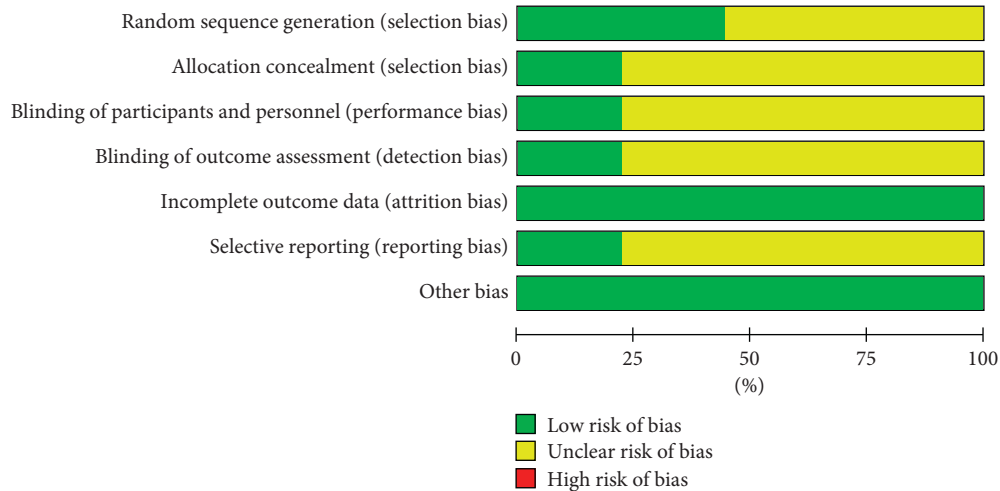 Random sequence generation (selection bias)
Allocation concealment (selection bias)
Blinding of participants and personnel (performance bias)
Blinding of outcome assessment (detection bias)
Incomplete outcome data (attrition bias)
Selective reporting (reporting bias)
Other bias
0 25 50 75 100
(%)
Low risk of bias
Unclear risk of bias
High risk of bias